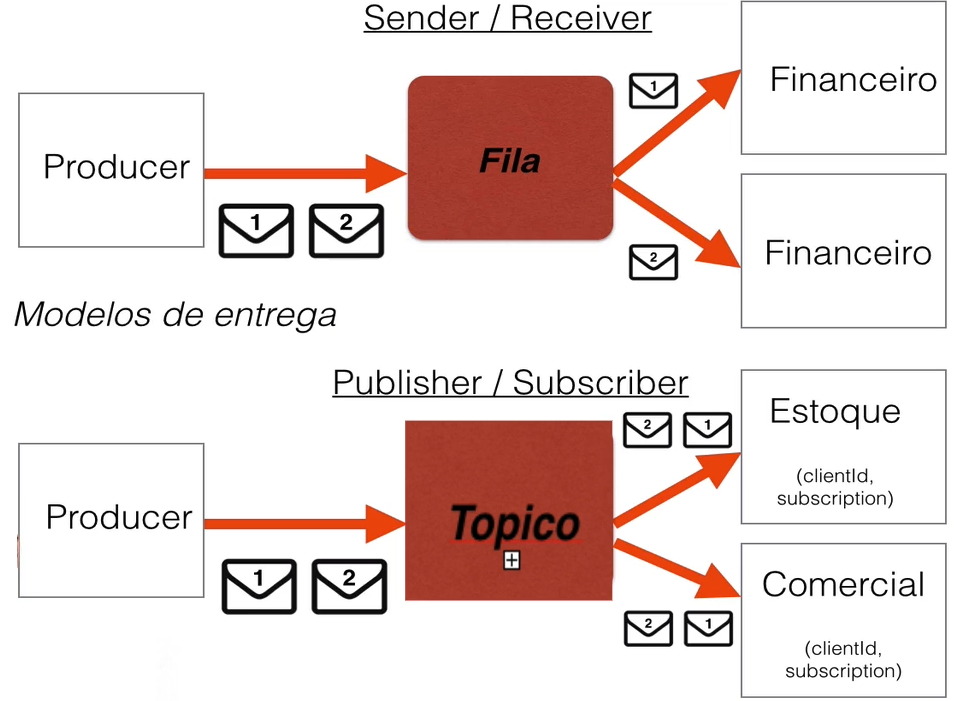 Sender / Receiver
Producer
1
2
Fila
1
2
Financeiro
Financeiro
Modelos de entrega
Publisher / Subscriber
Producer
1
2
Topico
2
1
2
1
Estoque
(clientId,
subscription)
Comercial
(clientId,
subscription)